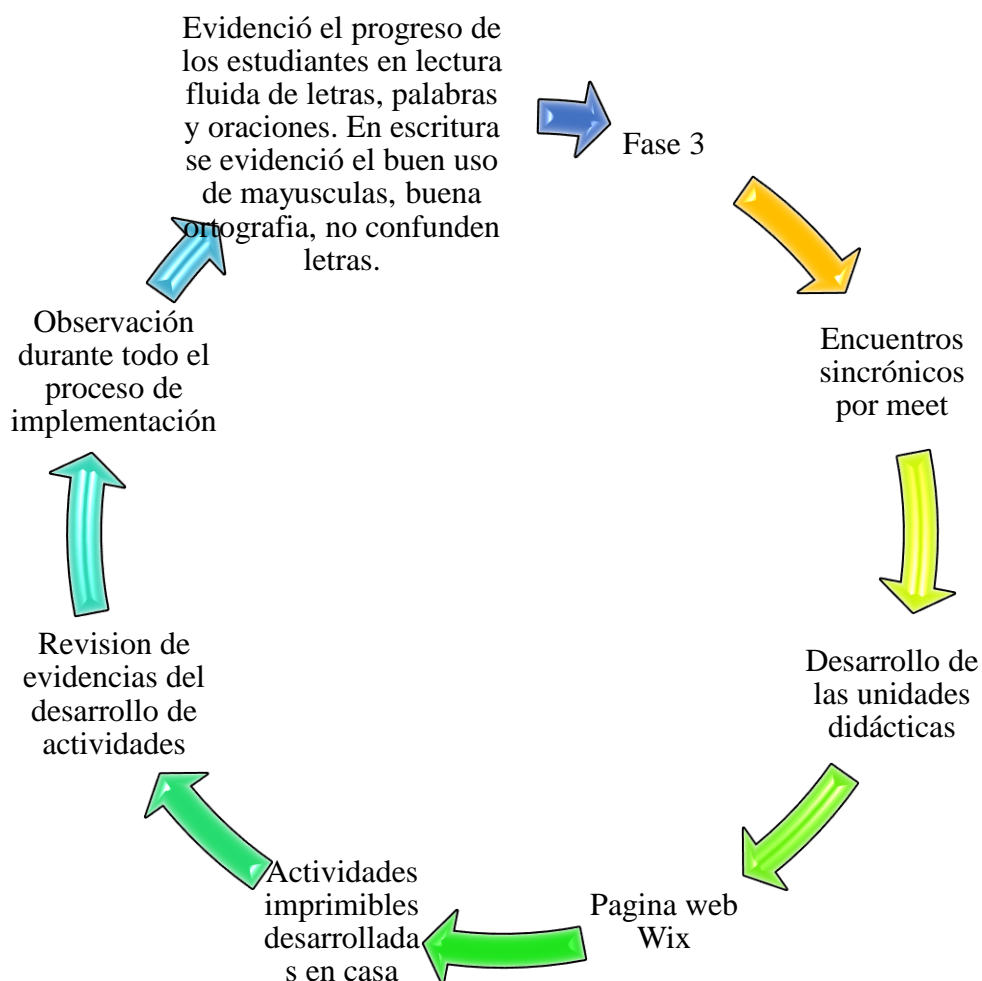 Evidenció el progreso de
los estudiantes en lectura
fluida de letras, palabras
y oraciones. En escritura
se evidenció el buen uso
de mayusculas, buena
ortografia, no confunden
letras.
Fase 3
Encuentros
sincrónicos
por meet
Desarrollo de
las unidades
didácticas
Pagina web
Wix
Actividades
imprimibles
desarrollada
s en casa
Revision de
evidencias del
desarrollo de
actividades
Observación
durante todo el
proceso de
implementación